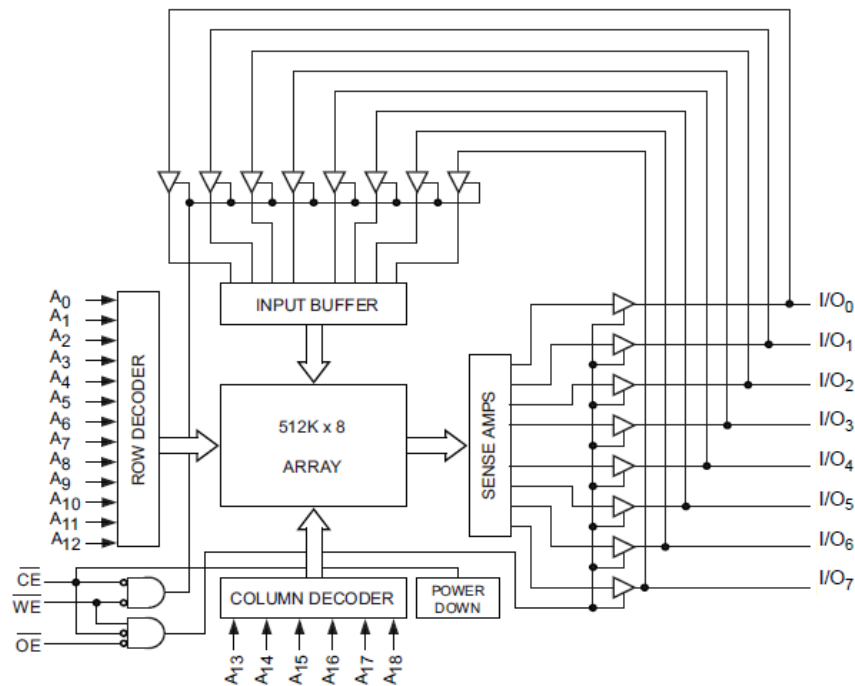 INPUT BUFFER
A0
A1
A2
A3
A4
A5
A6
A7
A8
A9
A10
A11
A12
ROW DECODER
512K x 8
ARRAY
SENSE AMPS
I/O0
I/O1
I/O2
I/O3
I/O4
I/O5
I/O6
I/O7
CE
WE
OE
COLUMN DECODER
POWER
DOWN
A13
A14
A15
A16
A17
A18